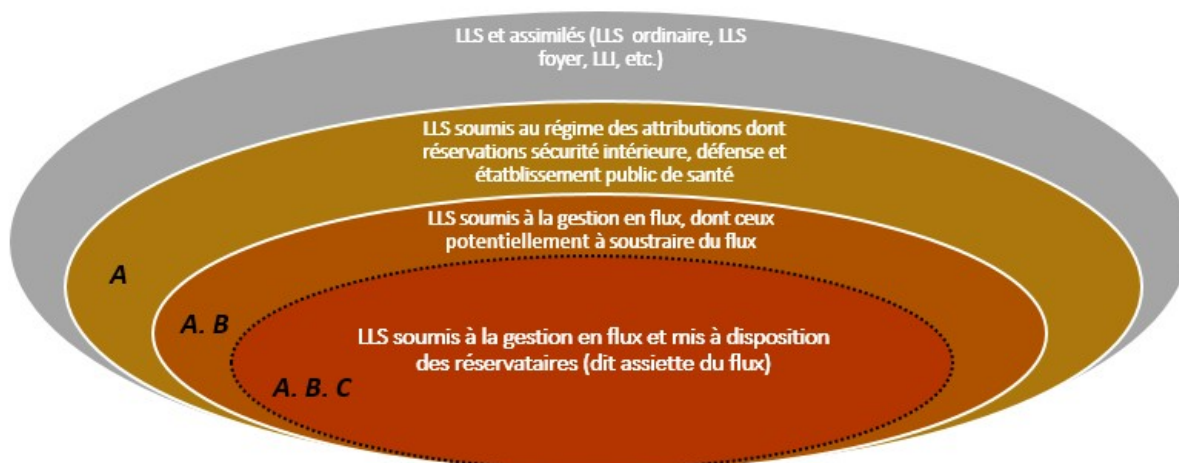 LLS et assimilés (LLS ordinaire, LLS
foyer, LLI, etc.)
LLS soumis au régime des attributions dont
réservations sécurité intérieure, défense et
étatblissement public de santé
LLS soumis à la gestion en flux, dont ceux
potentiellement à soustraire du flux
A
A. B
LLS soumis à la gestion en flux et mis à disposition
des réservataires (dit assiette du flux)
A. B. C